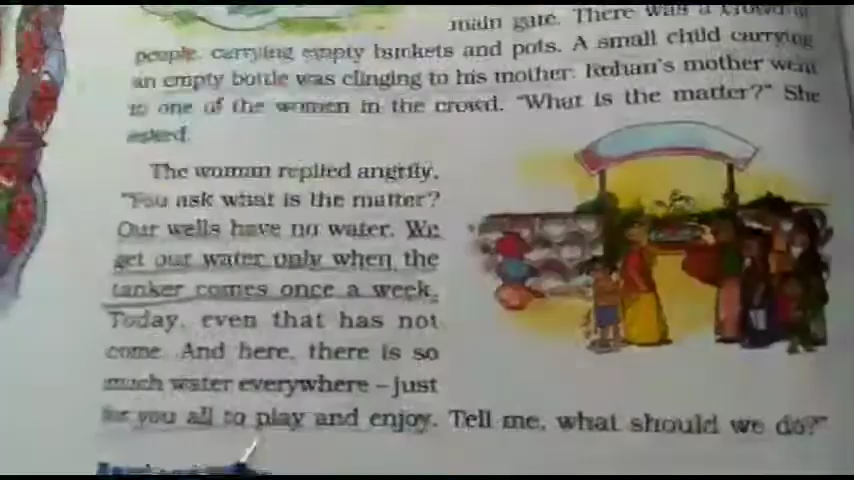 main gate. There was a crowd of
people, carrying empty buckets and pots. A small child carrying
an empty bottle was clinging to his mother. Rohan's mother went
to one of the women in the crowd. "What is the matter?" She
asked.
The woman replied angrily,
"You ask what is the matter?
Our wells have no water. We
get our water only when the
tanker comes once a week.
Today, even that has not
come. And here, there is so
much water everywhere – just
for you all to play and enjoy. Tell me, what should we do?"